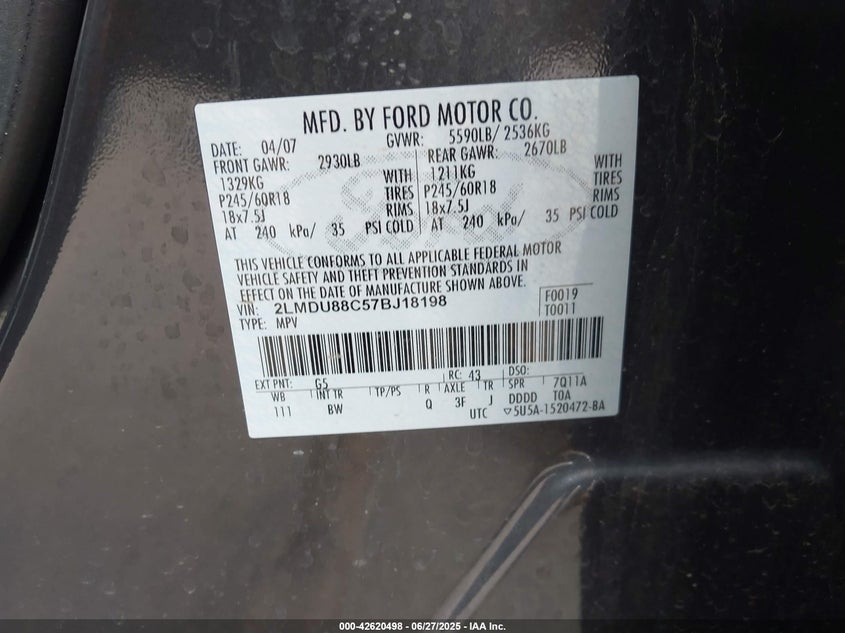 MFD. BY FORD MOTOR CO.
DATE: 04/07 GVWR: 5590LB/ 2536KG
FRONT GAWR: 2930LB REAR GAWR: 2670LB
1329KG WITH 1211KG WITH
P245/60R18 TIRES P245/60R18 TIRES
18x7.5J RIMS 18x7.5J RIMS
AT 240 kPa/ 35 PSI COLD AT 240 kPa/ 35 PSI COLD
THIS VEHICLE CONFORMS TO ALL APPLICABLE FEDERAL MOTOR
VEHICLE SAFETY AND THEFT PREVENTION STANDARDS IN
EFFECT ON THE DATE OF MANUFACTURE SHOWN ABOVE.
VIN: 2LMDU88C57BJ18198 F0019
TYPE: MPV T0011
EXT PNT: G5 RC: 43 DSO:
WB INT TR TP/PS R AXLE TR SPR 7Q11A
111 BW Q 3F J DDDD TOA
UTC ▽5U5A-1520472-BA
Ford
000-42620498 - 06/27/2025 - IAA Inc.